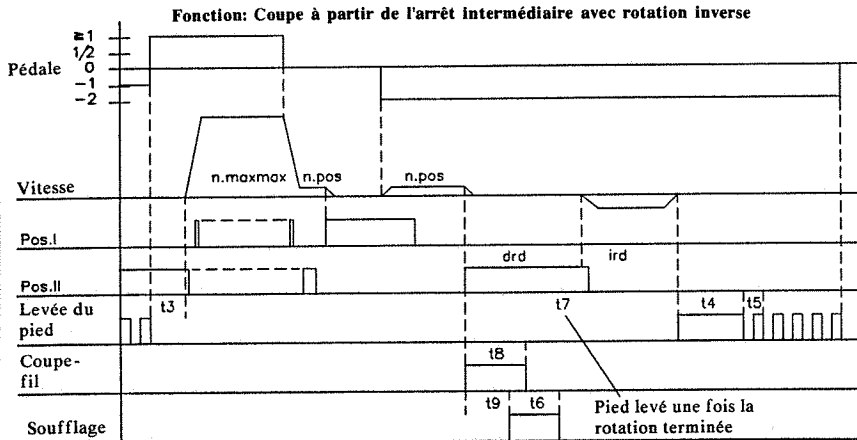 Fonction: Coupe à partir de l'arrêt intermédiaire avec rotation inverse
≥1
1/2
Pédale
0
-1
-2
n.maxmax
n.pos
n.pos
Vitesse
Pos.I
drd
ird
Pos.II
t3
t7
t4
t5
Levée du
pied
t8
Coupe-
fil
t9
t6
Pied levé une fois la
rotation terminée
Soufflage